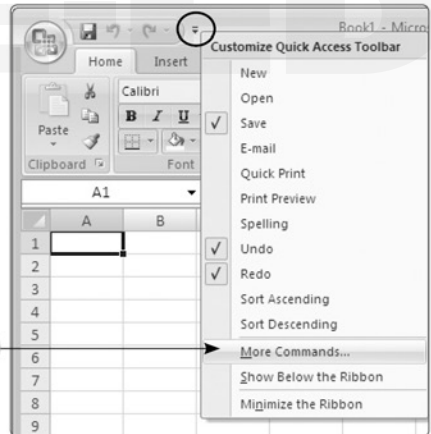 Book1 - Micro
Customize Quick Access Toolbar
Home Insert
New
Open
Save
E-mail
Quick Print
Print Preview
Spelling
Undo
Redo
Sort Ascending
Sort Descending
More Commands...
Show Below the Ribbon
Minimize the Ribbon
Paste
Calibri
B I U
Clipboard
Font
A1
A B
1
2
3
4
5
6
7
8
9